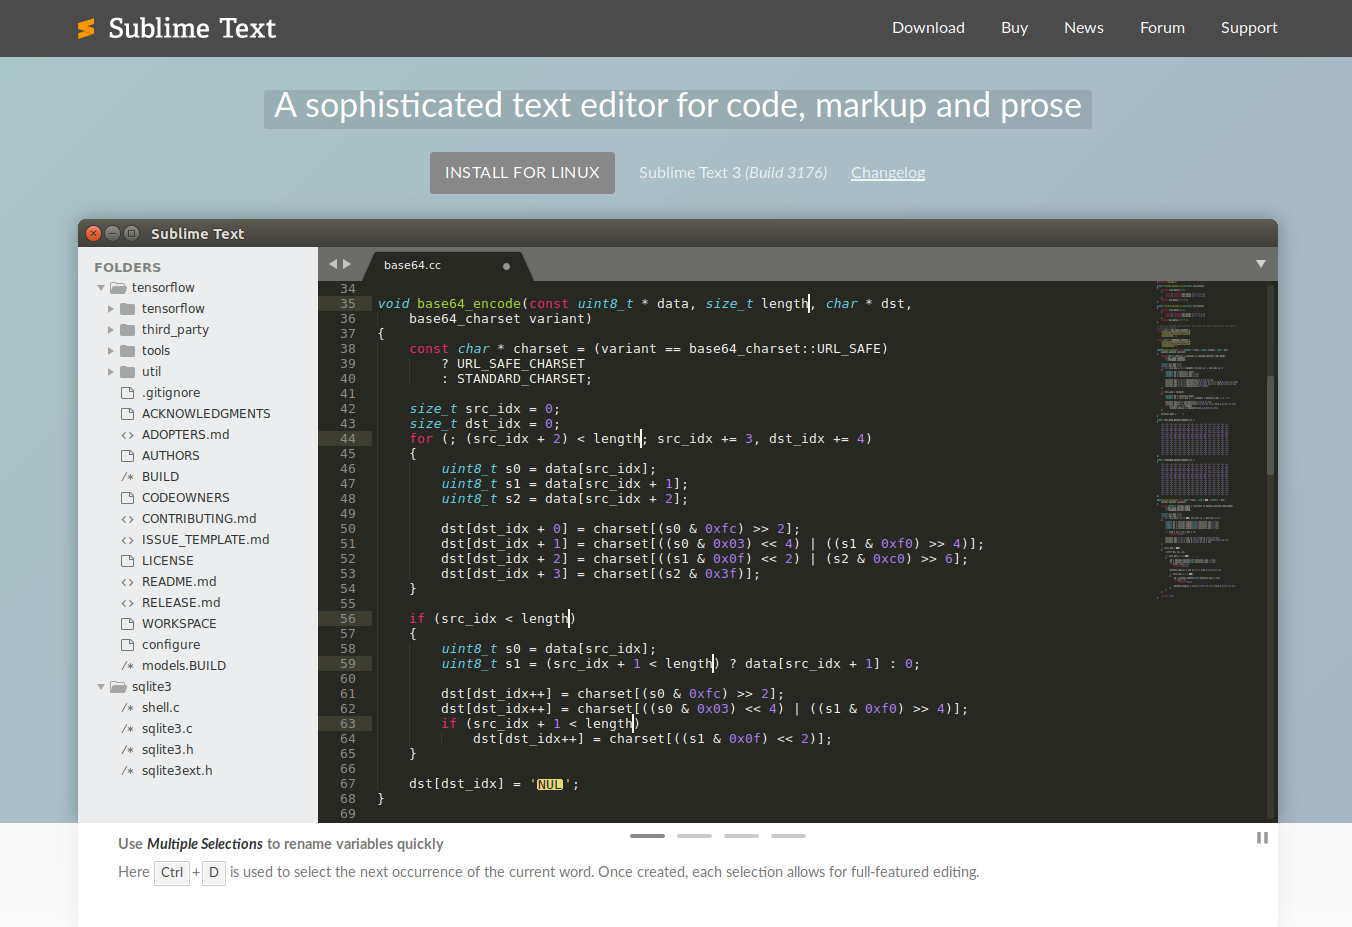 Sublime Text
Download Buy News Forum Support
A sophisticated text editor for code, markup and prose
INSTALL FOR LINUX Sublime Text 3 (Build 3176) Changelog
Sublime Text
FOLDERS
tensorflow
tensorflow
third_party
tools
util
.gitignore
ACKNOWLEDGMENTS
ADOPTERS.md
AUTHORS
/* BUILD
CODEOWNERS
CONTRIBUTING.md
ISSUE_TEMPLATE.md
LICENSE
README.md
RELEASE.md
WORKSPACE
configure
/* models.BUILD
sqlite3
/* shell.c
/* sqlite3.c
/* sqlite3.h
/* sqlite3ext.h
base64.cc
34
35 void base64_encode(const uint8_t * data, size_t length, char * dst,
36     base64_charset variant)
37 {
38     const char * charset = (variant == base64_charset::URL_SAFE)
39         ? URL_SAFE_CHARSET
40         : STANDARD_CHARSET;
41
42     size_t src_idx = 0;
43     size_t dst_idx = 0;
44     for (; (src_idx + 2) < length; src_idx += 3, dst_idx += 4)
45     {
46         uint8_t s0 = data[src_idx];
47         uint8_t s1 = data[src_idx + 1];
48         uint8_t s2 = data[src_idx + 2];
49
50         dst[dst_idx + 0] = charset[(s0 & 0xfc) >> 2];
51         dst[dst_idx + 1] = charset[((s0 & 0x03) << 4) | ((s1 & 0xf0) >> 4)];
52         dst[dst_idx + 2] = charset[((s1 & 0x0f) << 2) | (s2 & 0xc0) >> 6];
53         dst[dst_idx + 3] = charset[(s2 & 0x3f)];
54     }
55
56     if (src_idx < length)
57     {
58         uint8_t s0 = data[src_idx];
59         uint8_t s1 = (src_idx + 1 < length) ? data[src_idx + 1] : 0;
60
61         dst[dst_idx++] = charset[(s0 & 0xfc) >> 2];
62         dst[dst_idx++] = charset[((s0 & 0x03) << 4) | ((s1 & 0xf0) >> 4)];
63         if (src_idx + 1 < length)
64             dst[dst_idx++] = charset[((s1 & 0x0f) << 2)];
65     }
66
67     dst[dst_idx] = 'NUL';
68 }
69
Use Multiple Selections to rename variables quickly
Here Ctrl + D is used to select the next occurrence of the current word. Once created, each selection allows for full-featured editing.